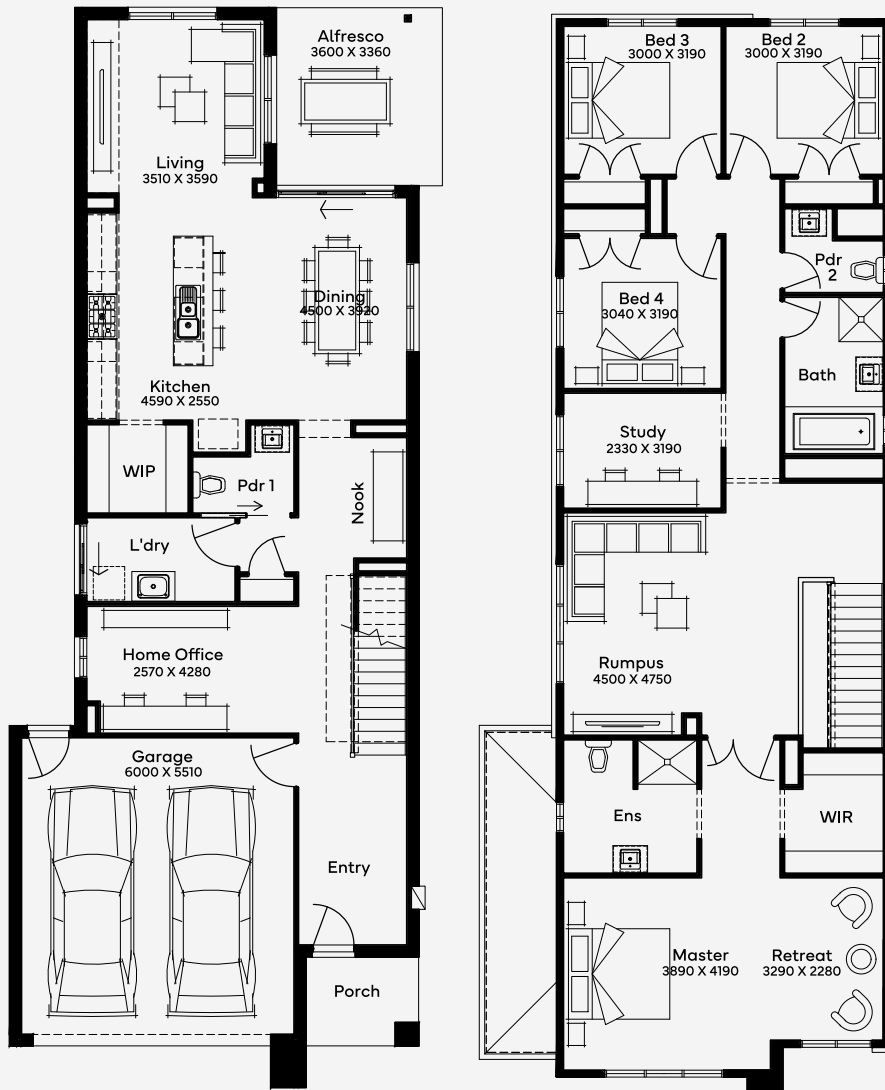 Alfresco
3600 X 3360
Living
3510 X 3590
Dining
4500 X 3920
Kitchen
4590 X 2550
WIP
Pdr 1
Nook
L'dry
Home Office
2570 X 4280
Garage
6000 X 5510
Entry
Porch
Bed 3
3000 X 3190
Bed 2
3000 X 3190
Pdr
2
Bed 4
3040 X 3190
Bath
Study
2330 X 3190
Rumpus
4500 X 4750
Ens
WIR
Master
3890 X 4190
Retreat
3290 X 2280